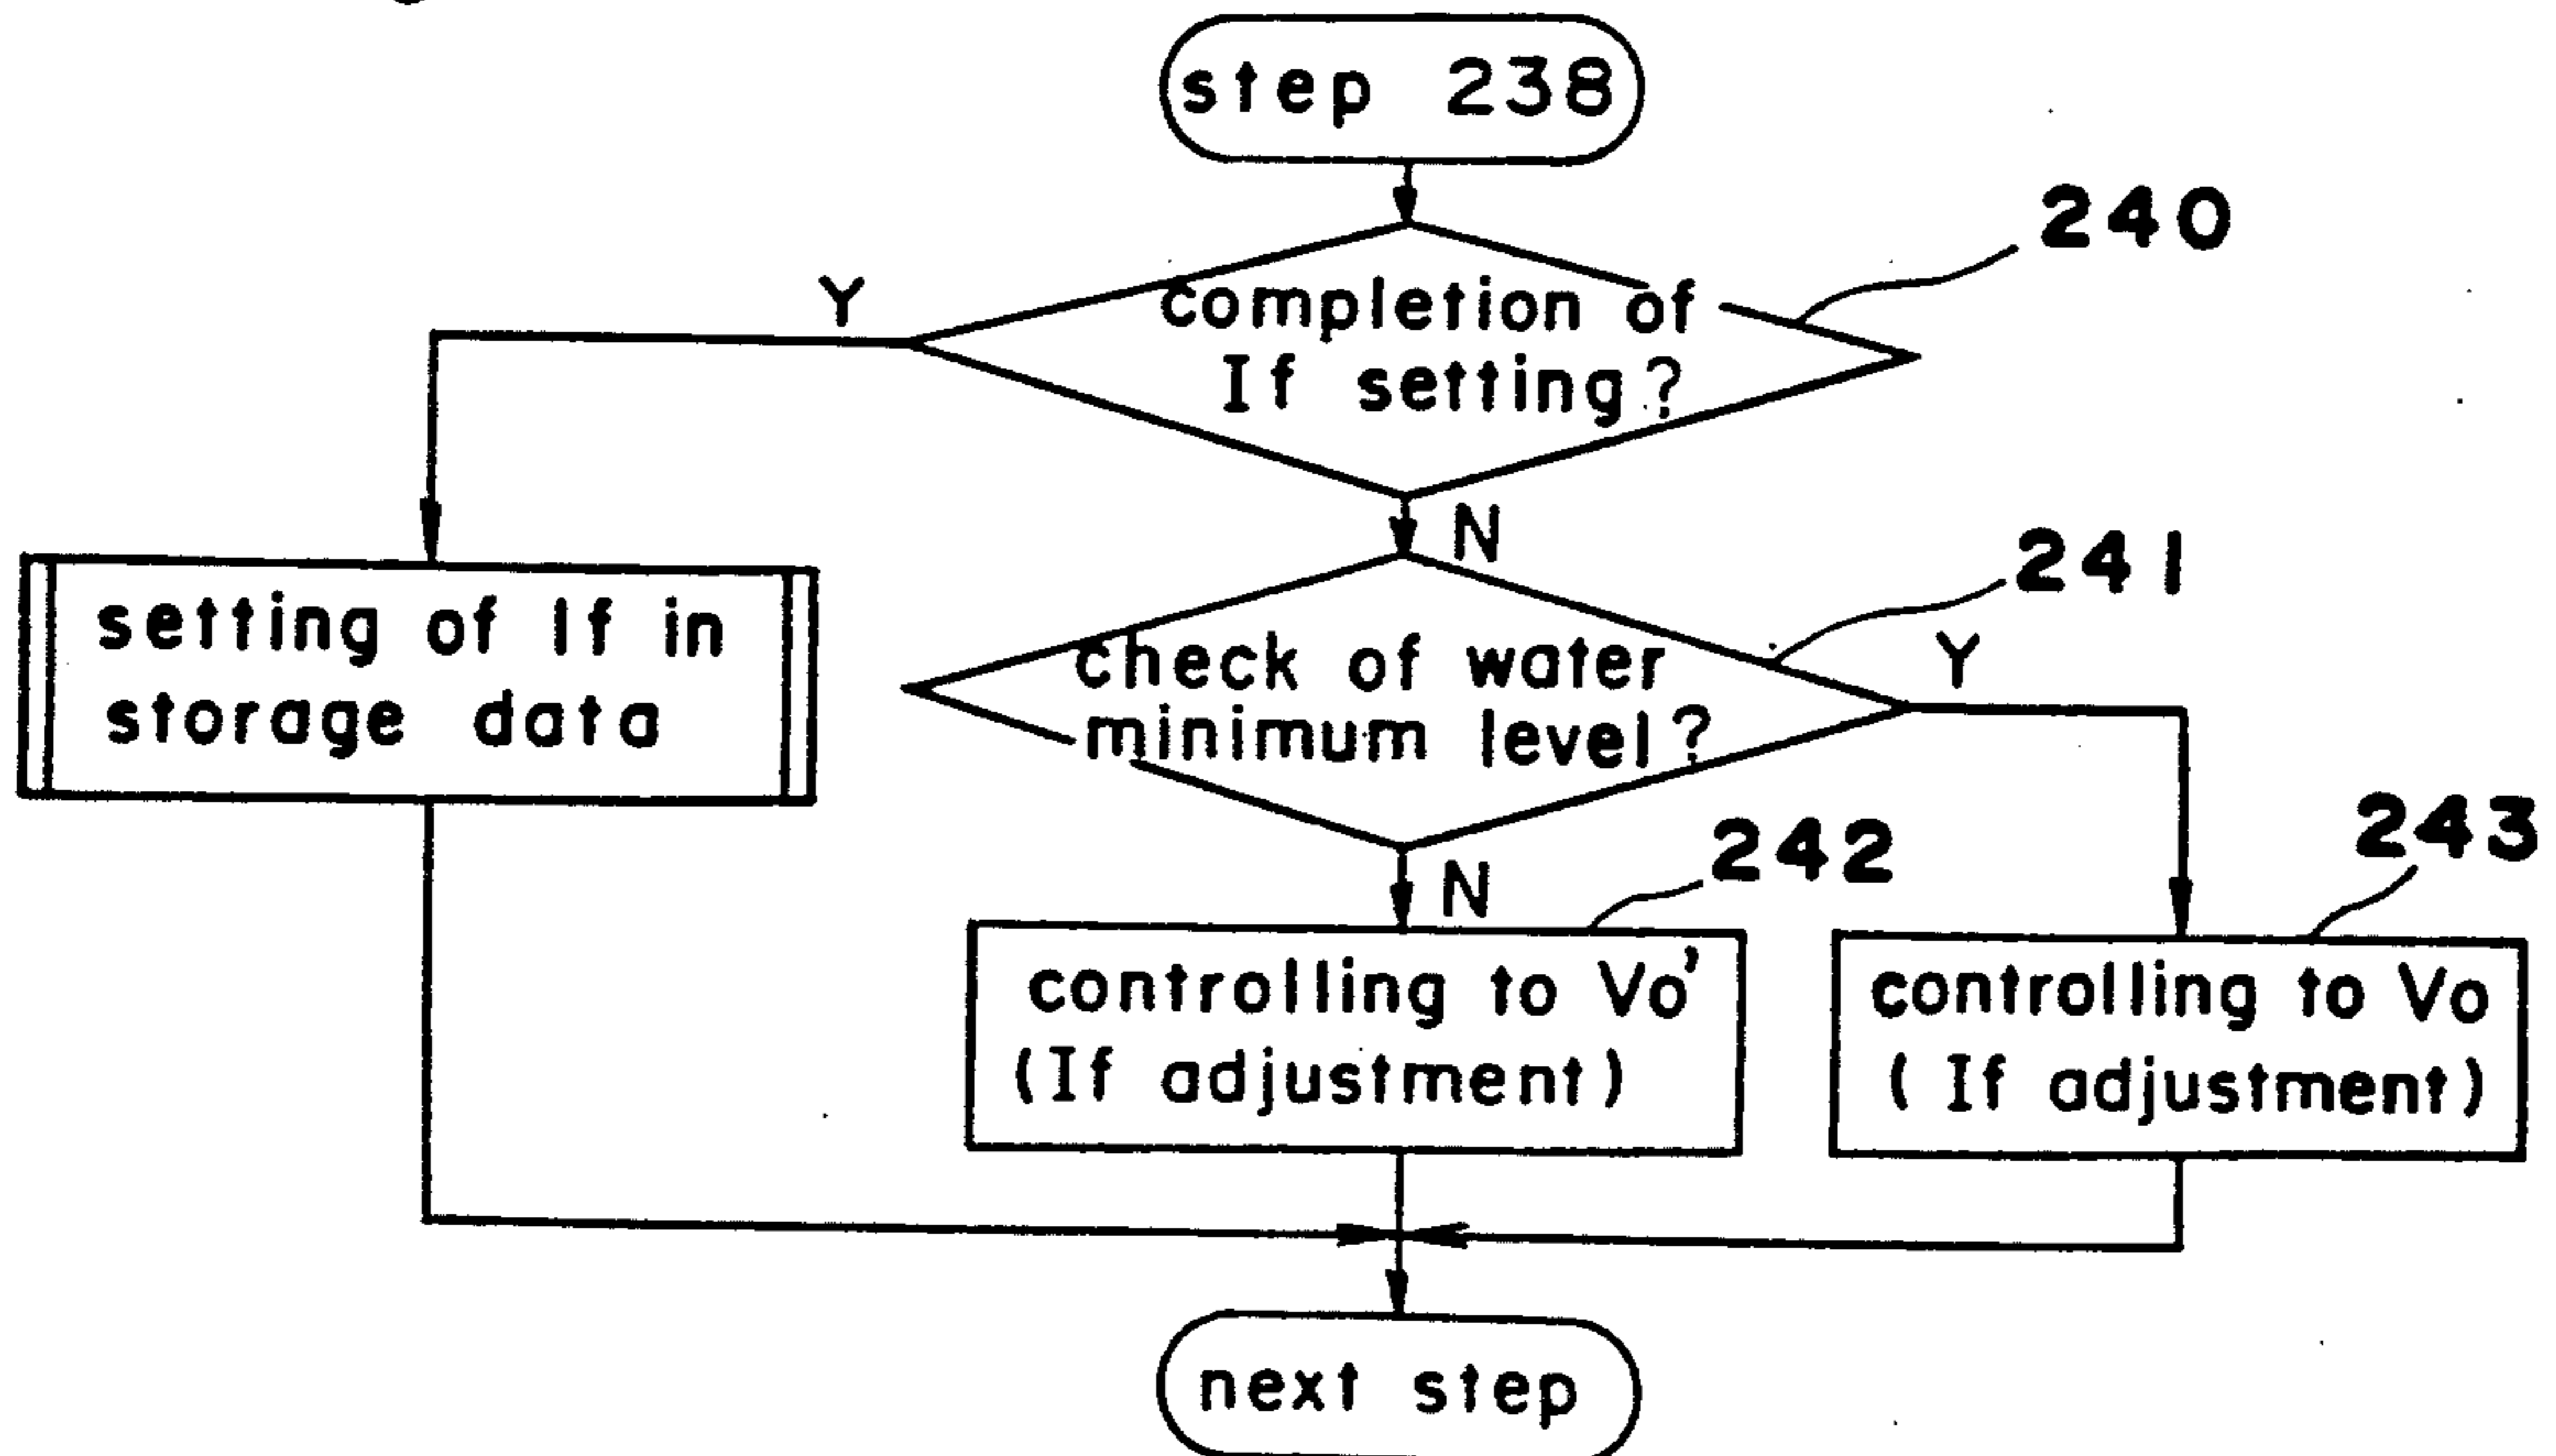 step 238
240
Y
completion of
If setting?
N
241
setting of If in
storage data
check of water
minimum level?
Y
N
242
243
controlling to Vo'
(If adjustment)
controlling to Vo
( If adjustment)
next step